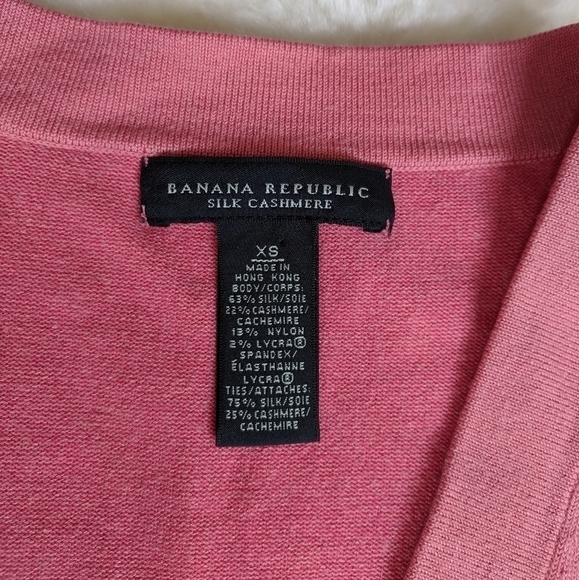 BANANA REPUBLIC
SILK CASHMERE
XS
MADE IN
HONG KONG
BODY/CORPS:
63% SILK/SOIE
22% CASHMERE/
CACHEMIRE
13% NYLON
2% LYCRA®
SPANDEX/
ÉLASTHANNE
LYCRA®
TIES/ATTACHES:
75% SILK/SOIE
25% CASHMERE/
CACHEMIRE